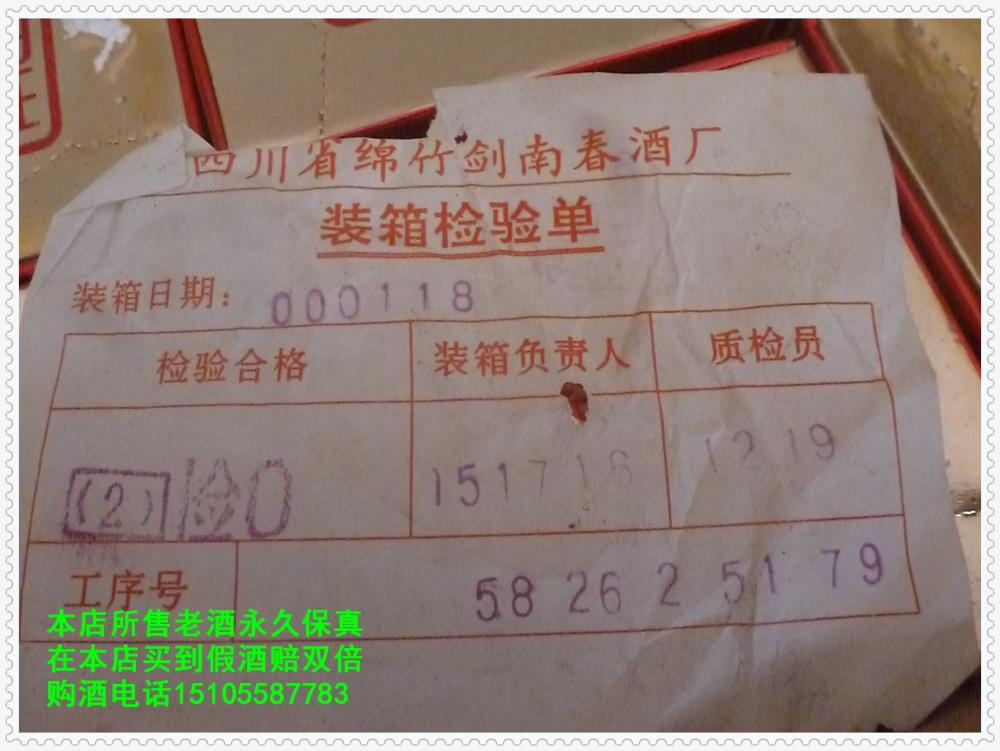 四川省绵竹剑南春酒厂
装箱检验单
装箱日期：000118
检验合格 装箱负责人 质检员
(2) 检0 151716 1219
工序号 58 26 2 51 79
本店所售老酒永久保真
在本店买到假酒赔双倍
购酒电话15105587783